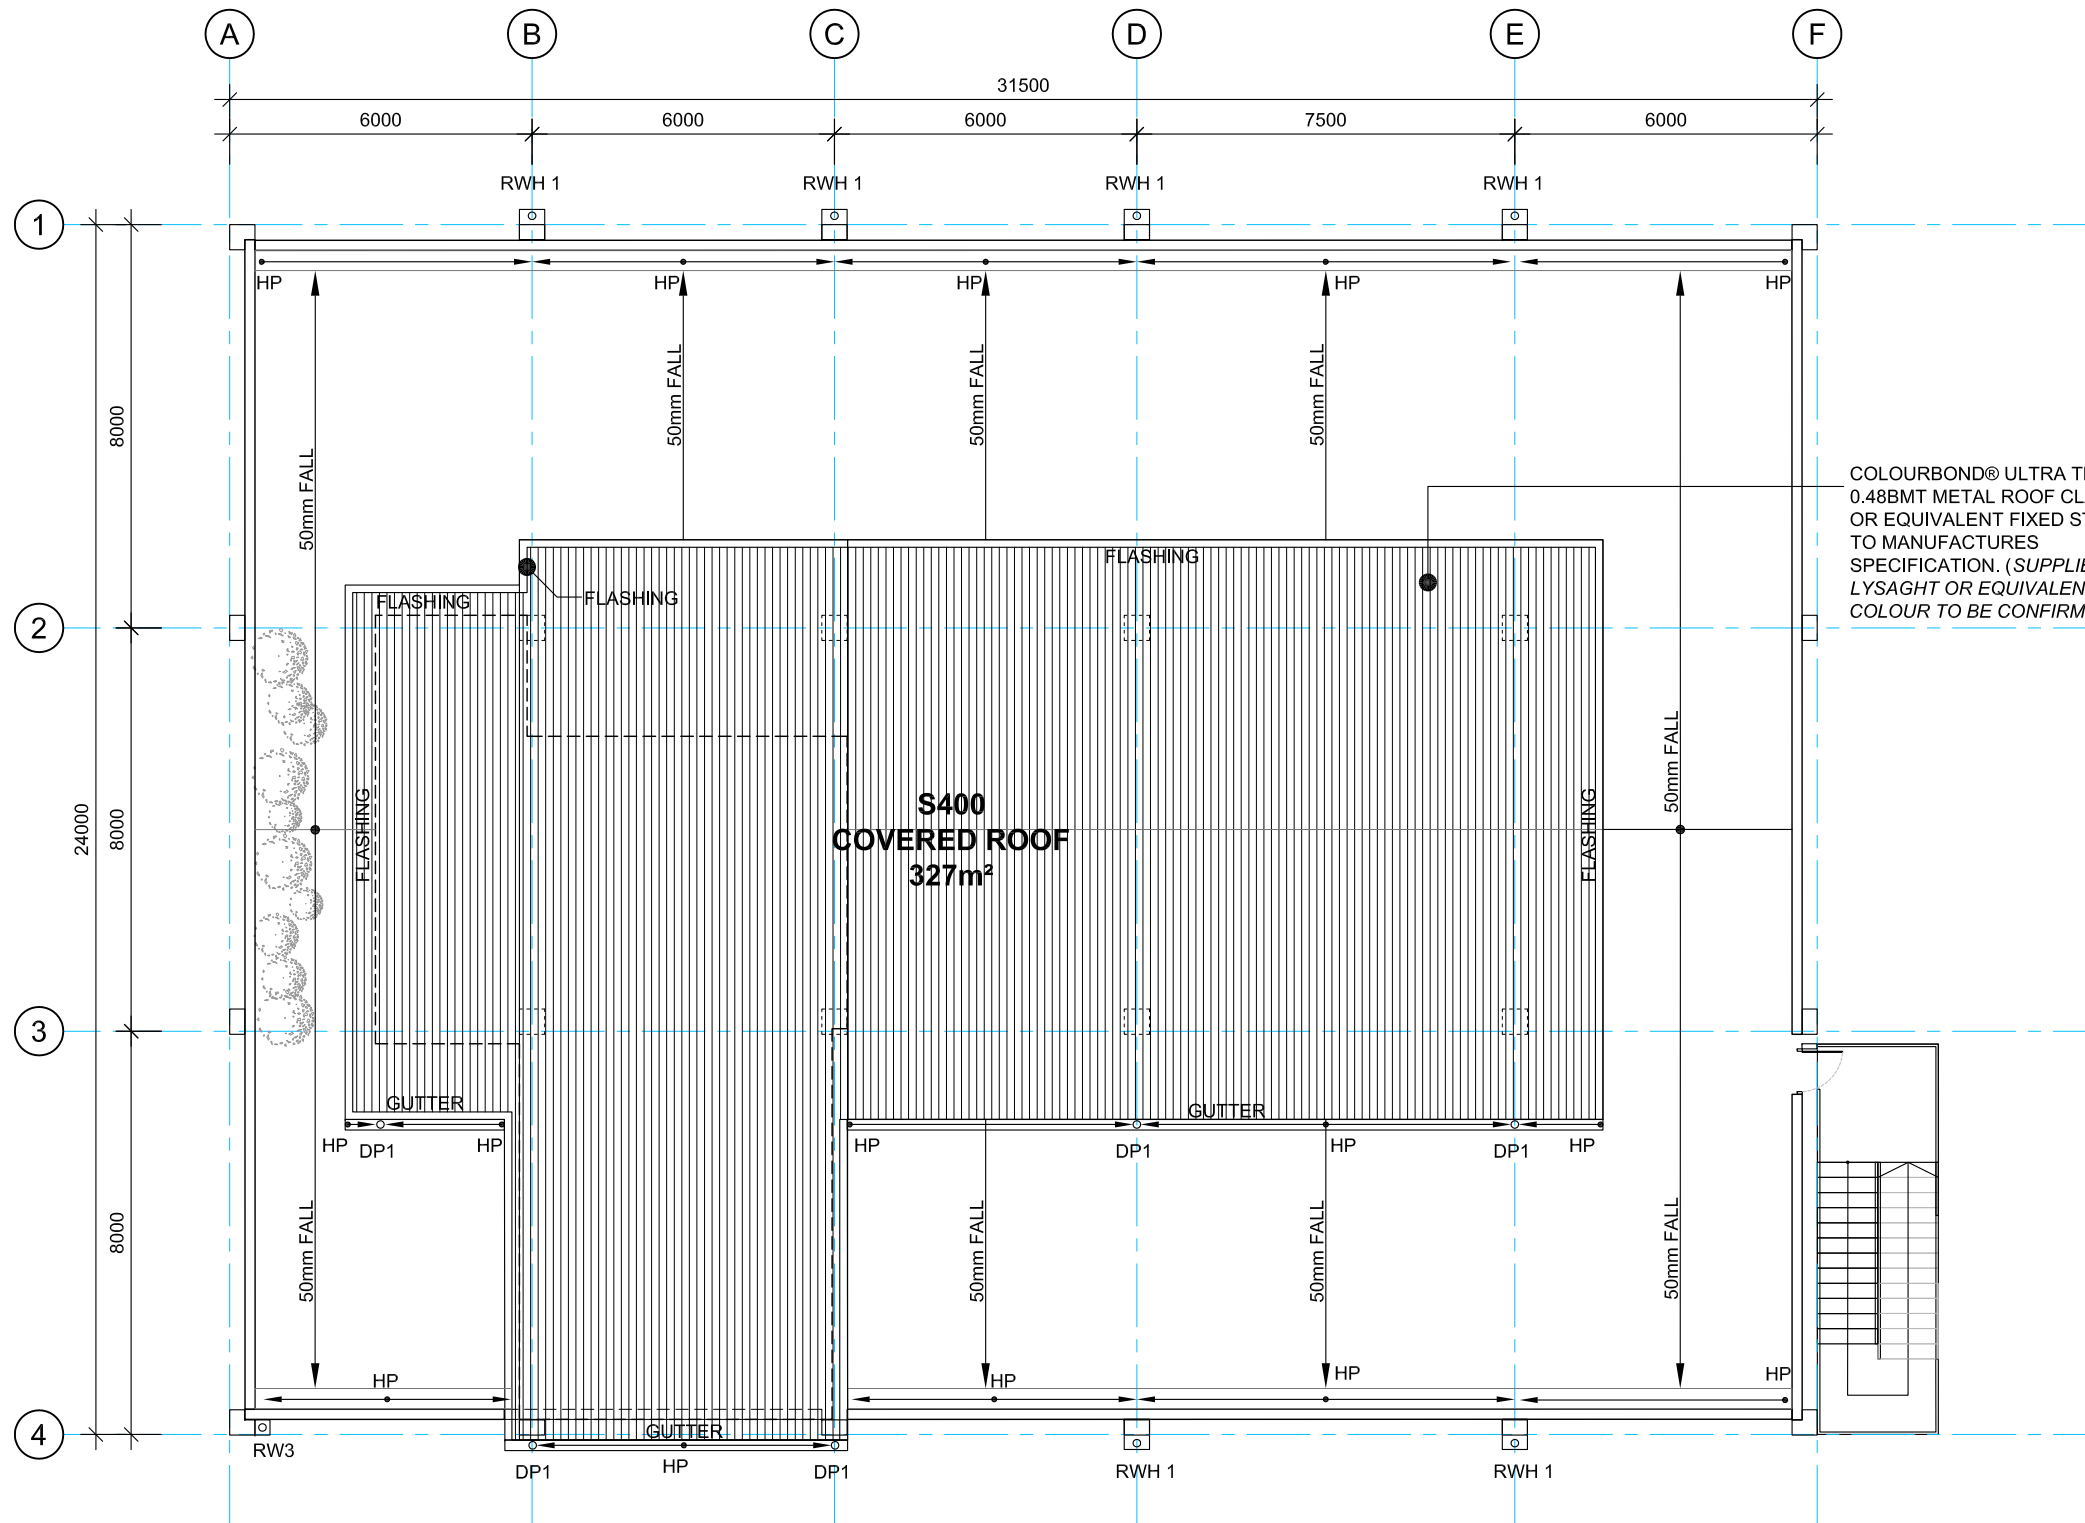 A
B
C
D
E
F
31500
6000
6000
6000
7500
6000
RWH 1
RWH 1
RWH 1
RWH 1
1
HP
HP
HP
HP
HP
50mm FALL
50mm FALL
50mm FALL
50mm FALL
8000
COLOURBOND® ULTRA
0.48BMT METAL ROOF
OR EQUIVALENT FIXED
TO MANUFACTURES
SPECIFICATION. (
LYSAGHT OR
COLOUR TO BE
FLASHING
FLASHING
FLASHING
2
50mm FALL
FLASHING
FLASHING
S400
COVERED ROOF
327m²
24000
8000
3
GUTTER
GUTTER
HP
DP1
HP
HP
DP1
HP
DP1
HP
8000
50mm FALL
50mm FALL
50mm FALL
50mm FALL
HP
HP
HP
HP
4
RW3
GUTTER
DP1
HP
DP1
RWH 1
RWH 1